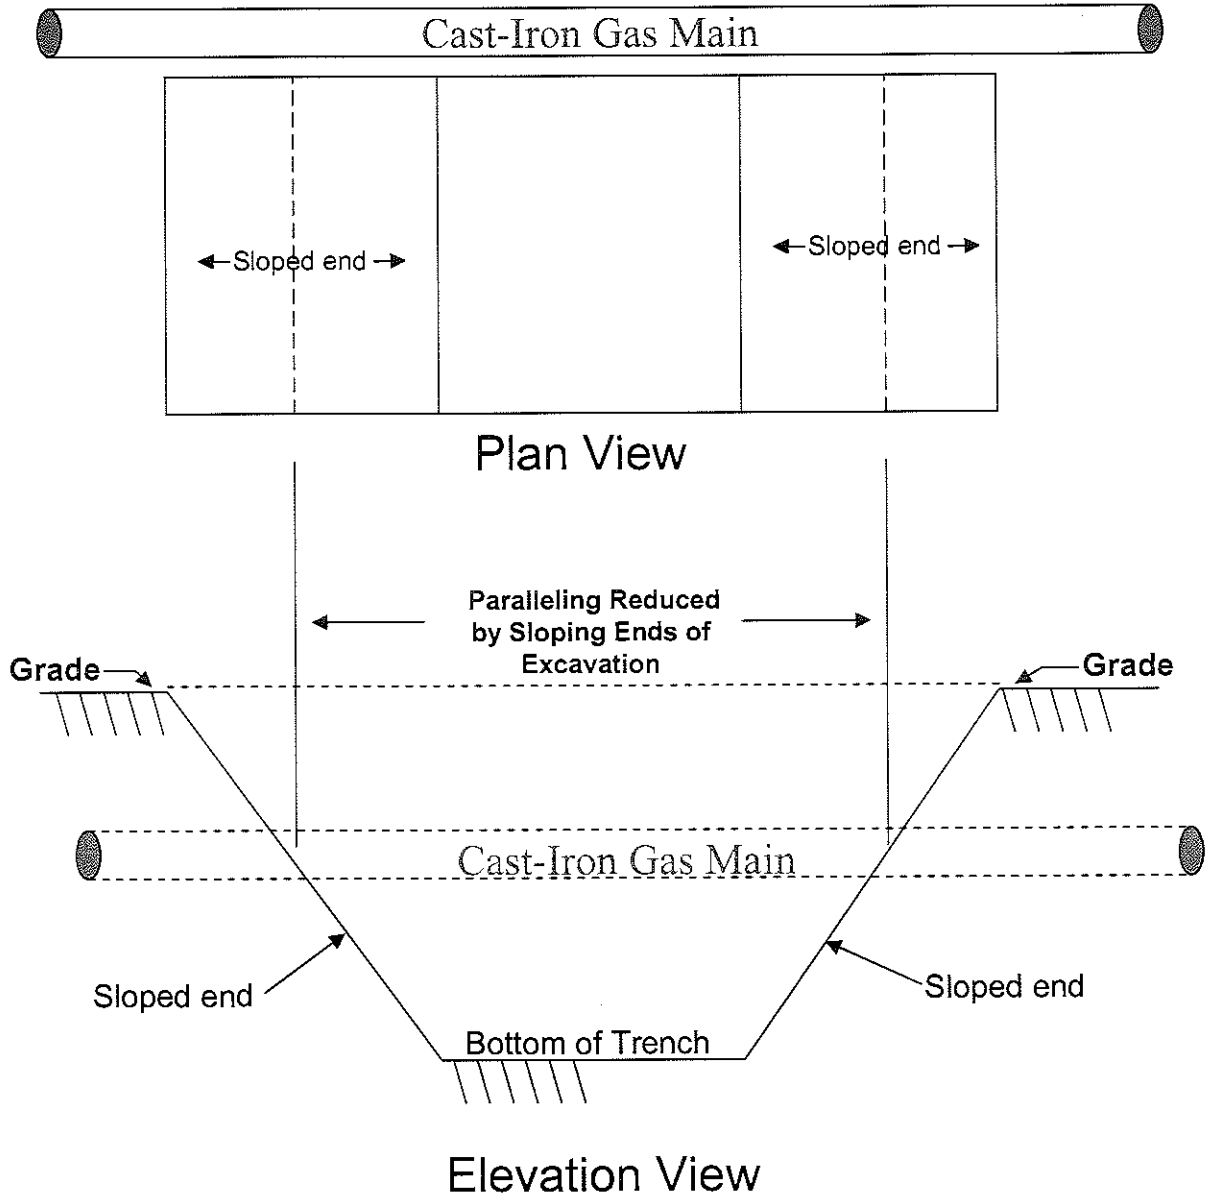 Cast-Iron Gas Main
Sloped end
Sloped end
Plan View
Paralleling Reduced
by Sloping Ends of
Excavation
Grade
Grade
Cast-Iron Gas Main
Sloped end
Sloped end
Bottom of Trench
Elevation View